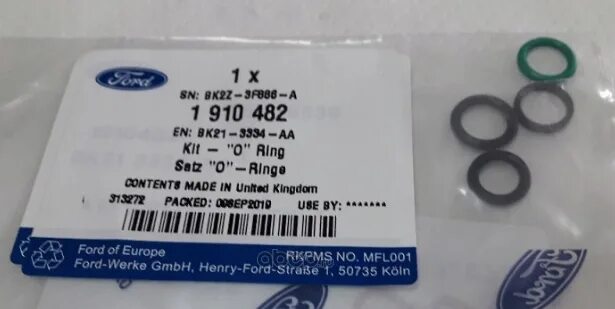 Ford
1 x
SN: BK2Z-3F886-A
1 910 482
EN: BK21-3334-AA
Kit - "O" Ring
Satz "O"-Ringe
CONTENTS MADE IN United Kingdom
313272 PACKED: 09SEP2019 USE BY: *******
Ford of Europe RKPMS NO. MFL001
Ford-Werke GmbH, Henry-Ford-Straße 1, 50735 Köln
Ford